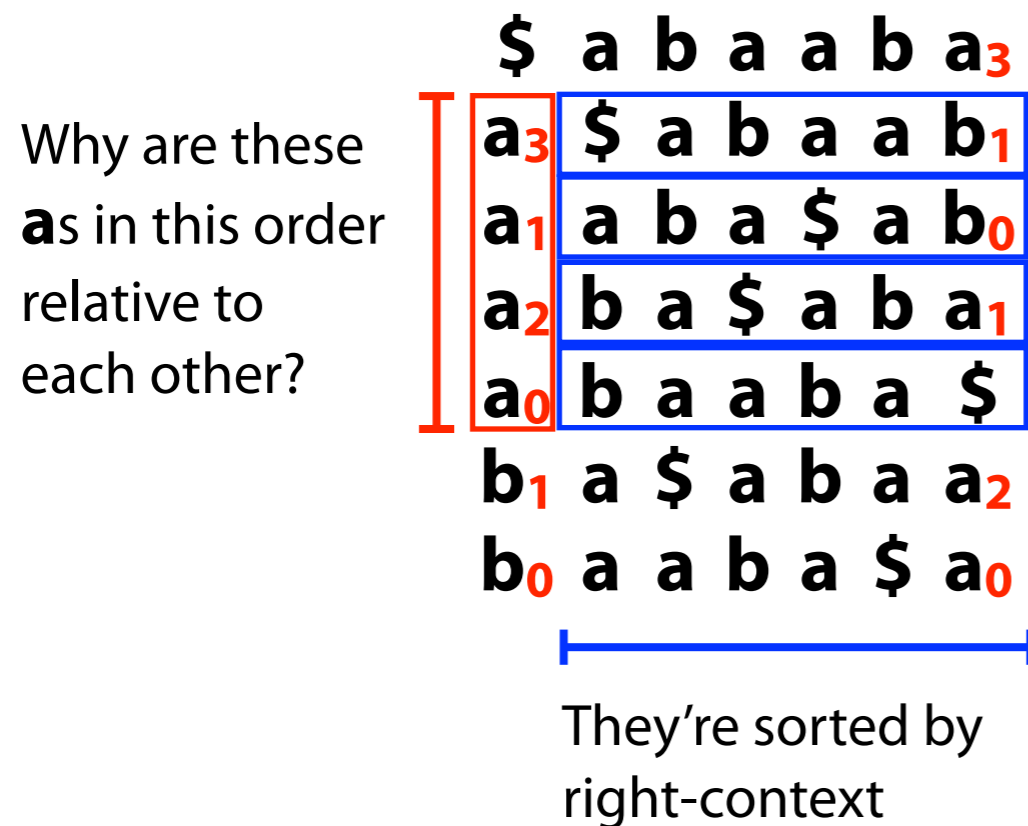 $ a b a a b a3
a3 $ a b a a b1
a1 a b a $ a b0
a2 b a $ a b a1
a0 b a a b a $
b1 a $ a b a a2
b0 a a b a $ a0
Why are these
as in this order
relative to
each other?
They’re sorted by
right-context